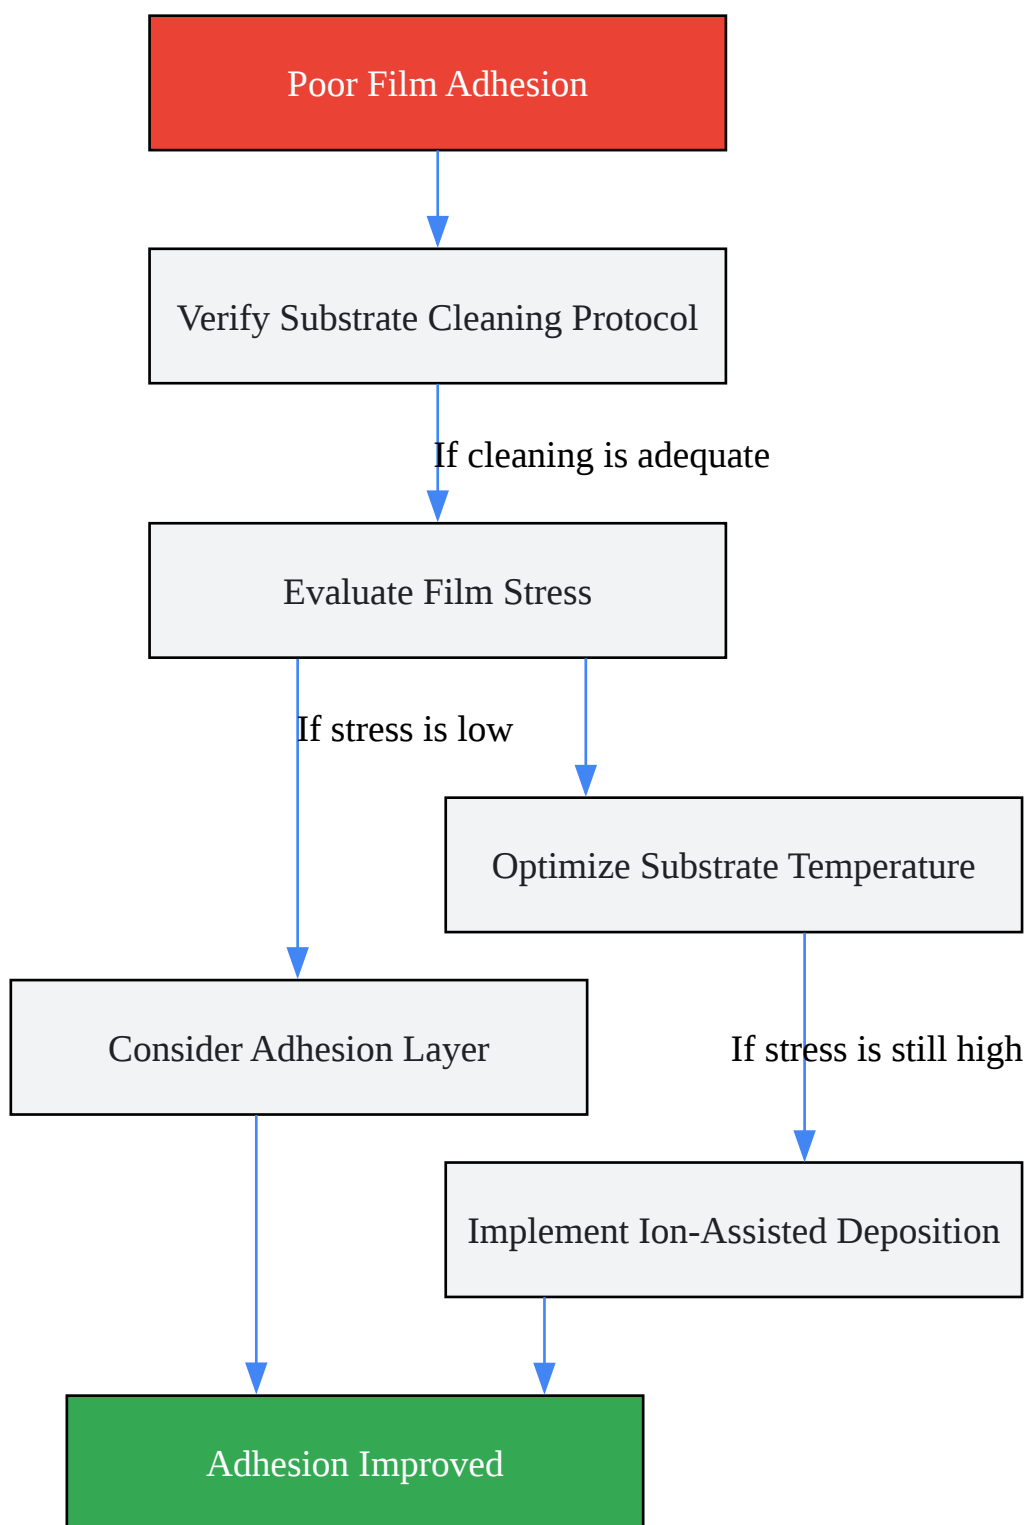 Poor Film Adhesion
Verify Substrate Cleaning Protocol
If cleaning is adequate
Evaluate Film Stress
If stress is low
Optimize Substrate Temperature
Consider Adhesion Layer
If stress is still high
Implement Ion-Assisted Deposition
Adhesion Improved